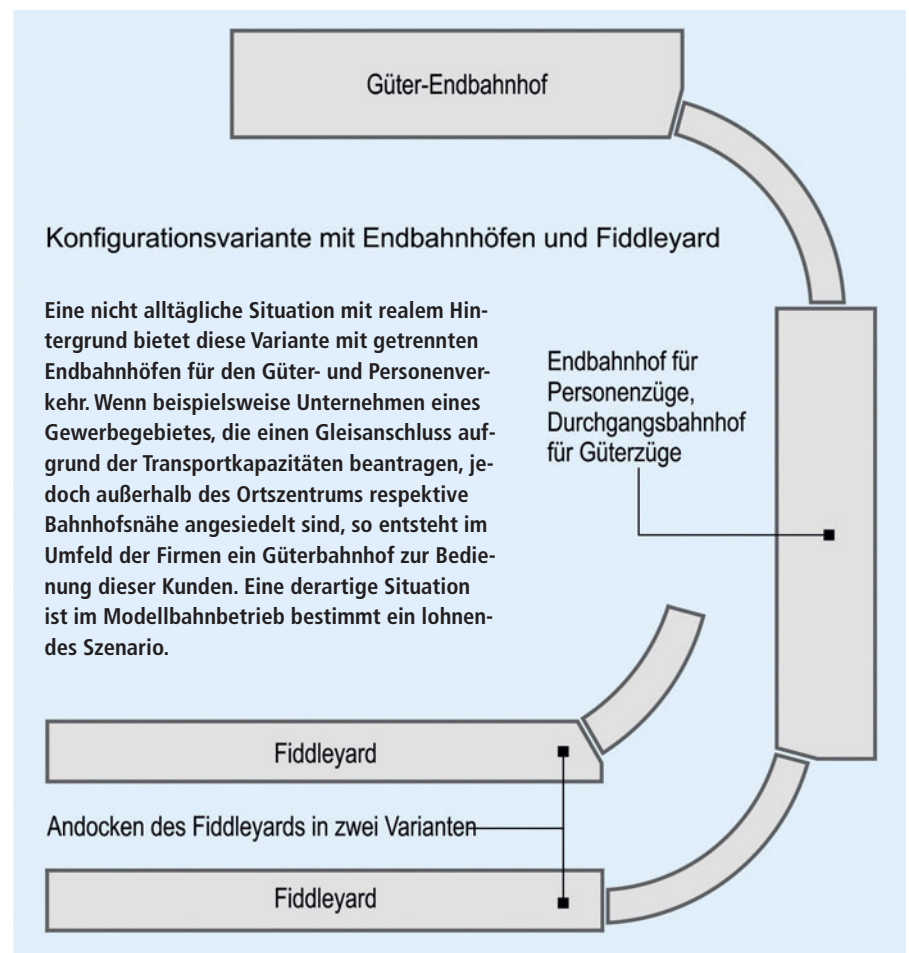 Güter-Endbahnhof
Konfigurationsvariante mit Endbahnhöfen und Fiddleyard
Eine nicht alltägliche Situation mit realem Hin-
tergrund bietet diese Variante mit getrennten
Endbahnhöfen für den Güter- und Personenver-
kehr. Wenn beispielsweise Unternehmen eines
Gewerbegebietes, die einen Gleisanschluss auf-
grund der Transportkapazitäten beantragen, je-
doch außerhalb des Ortszentrums respektive
Bahnhofsnähe angesiedelt sind, so entsteht im
Umfeld der Firmen ein Güterbahnhof zur Bedie-
nung dieser Kunden. Eine derartige Situation
ist im Modellbahnbetrieb bestimmt ein lohnen-
des Szenario.
Endbahnhof für
Personenzüge,
Durchgangsbahnhof
für Güterzüge
Fiddleyard
Andocken des Fiddleyards in zwei Varianten
Fiddleyard